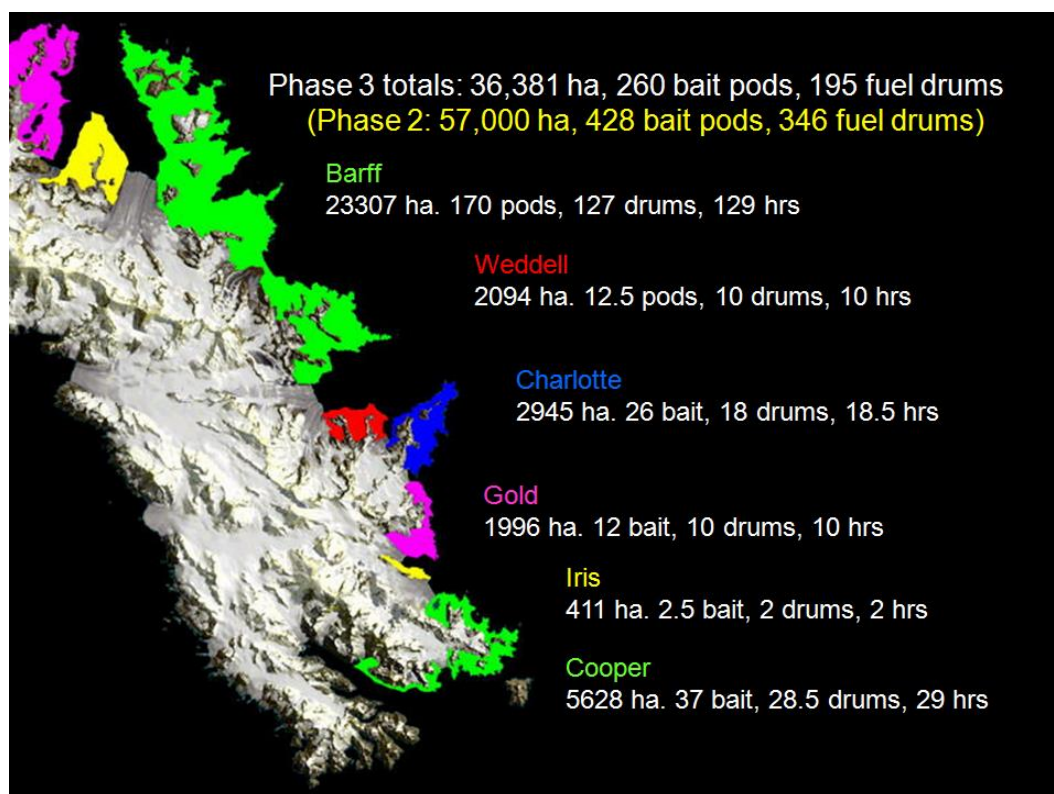 Phase 3 totals: 36,381 ha, 260 bait pods, 195 fuel drums
(Phase 2: 57,000 ha, 428 bait pods, 346 fuel drums)
Barff
23307 ha. 170 pods, 127 drums, 129 hrs
Weddell
2094 ha. 12.5 pods, 10 drums, 10 hrs
Charlotte
2945 ha. 26 bait, 18 drums, 18.5 hrs
Gold
1996 ha. 12 bait, 10 drums, 10 hrs
Iris
411 ha. 2.5 bait, 2 drums, 2 hrs
Cooper
5628 ha. 37 bait, 28.5 drums, 29 hrs